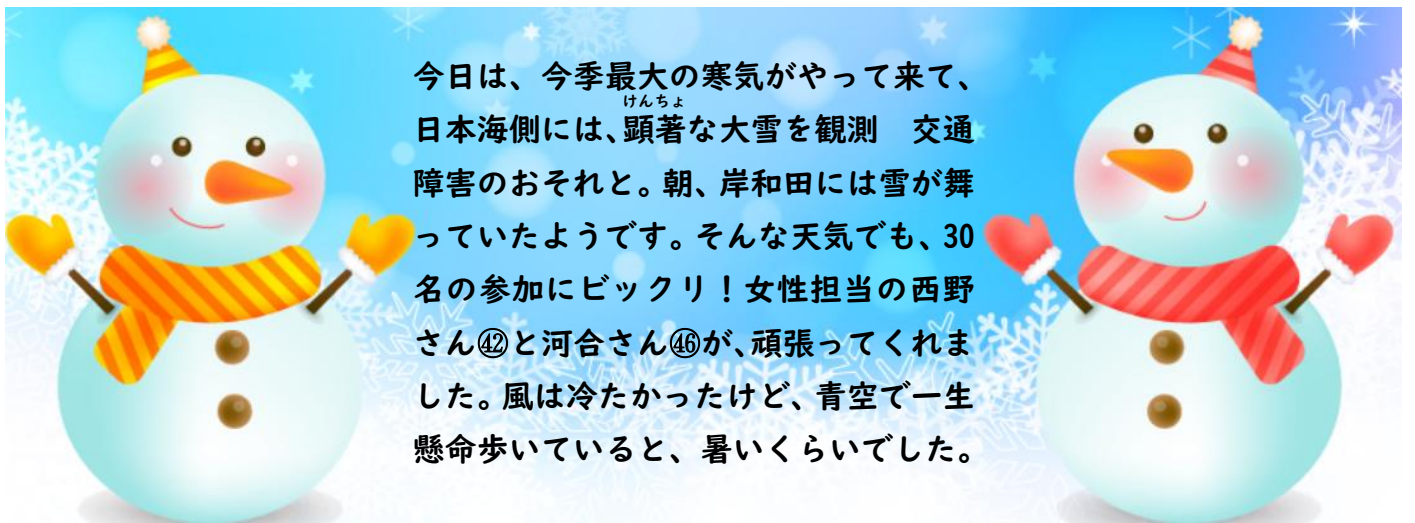 今日は、今季最大の寒気がやって来て、
けんちょ
日本海側には、顕著な大雪を観測　交通
障害のおそれと。朝、岸和田には雪が舞
っていたようです。そんな天気でも、30
名の参加にビックリ！女性担当の西野
さん㊷と河合さん㊻が、頑張ってくれま
した。風は冷たかったけど、青空で一生
懸命歩いていると、暑いくらいでした。